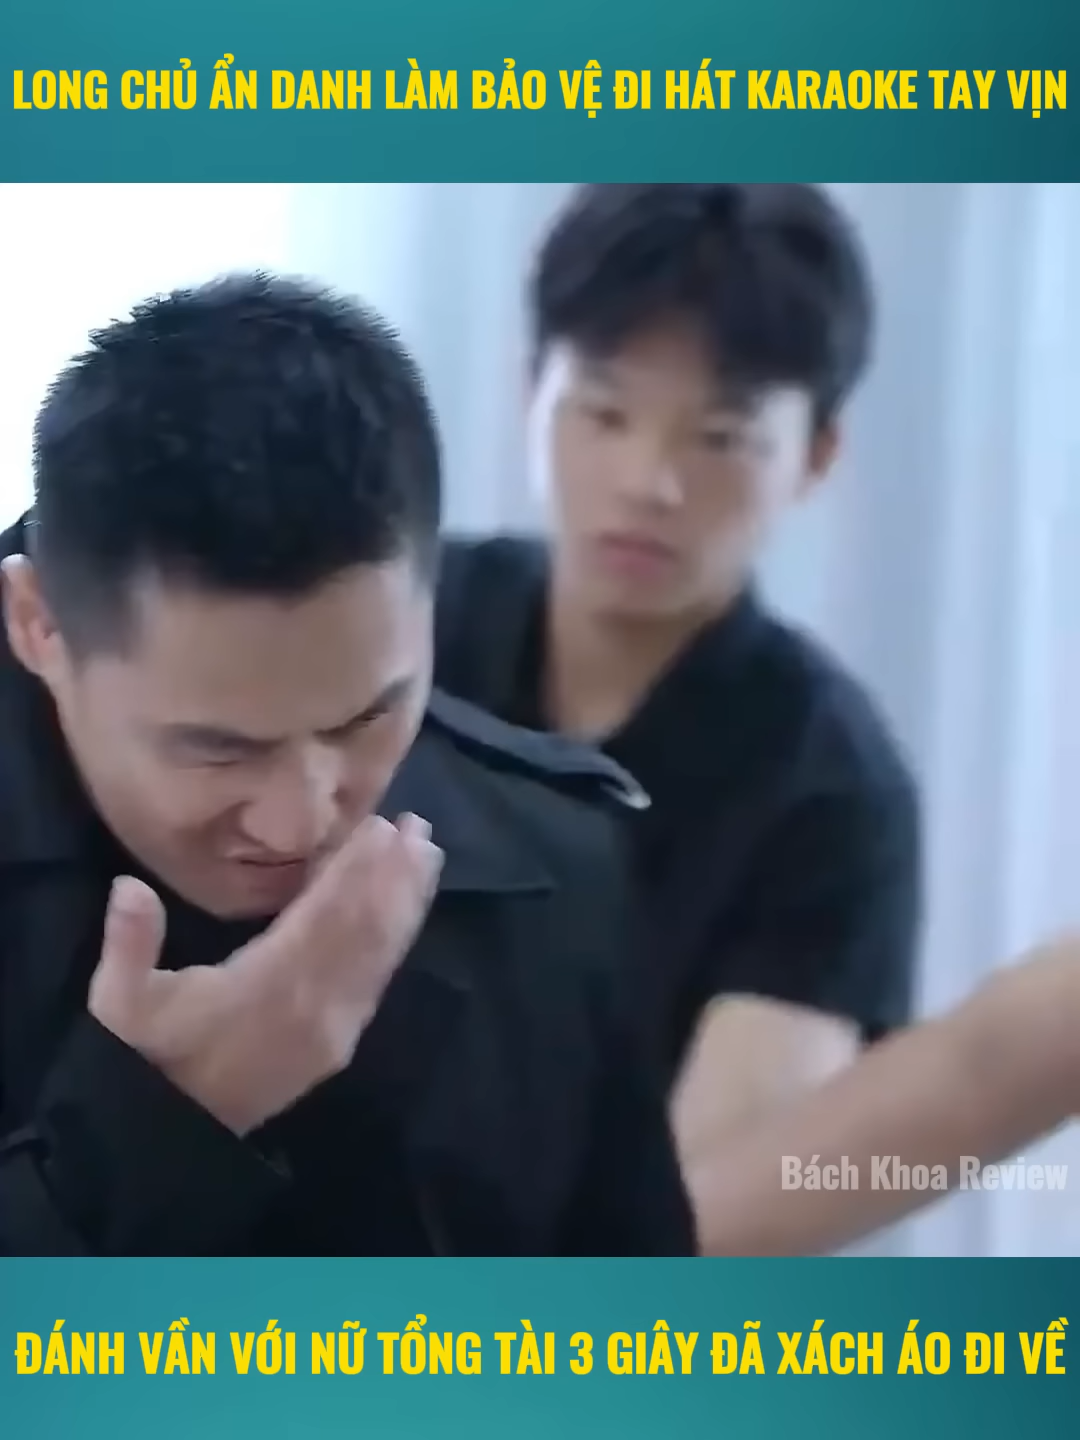 LONG CHỦ ẨN DANH LÀM BẢO VỆ ĐI HÁT KARAOKE TAY VỊN
Bách Khoa Review
ĐÁNH VẦN VỚI NỮ TỔNG TÀI 3 GIÂY ĐÃ XÁCH ÁO ĐI VỀ